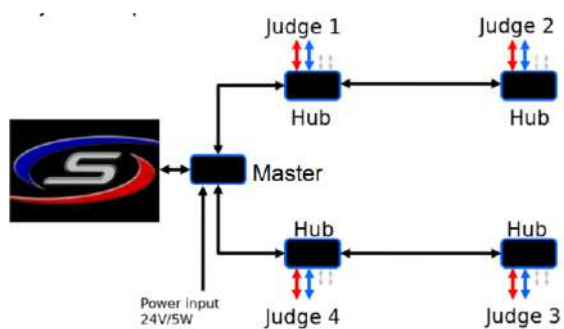 Judge 1
Judge 2
Hub
Hub
S
Master
Hub
Hub
Power input
24V/5W
Judge 4
Judge 3